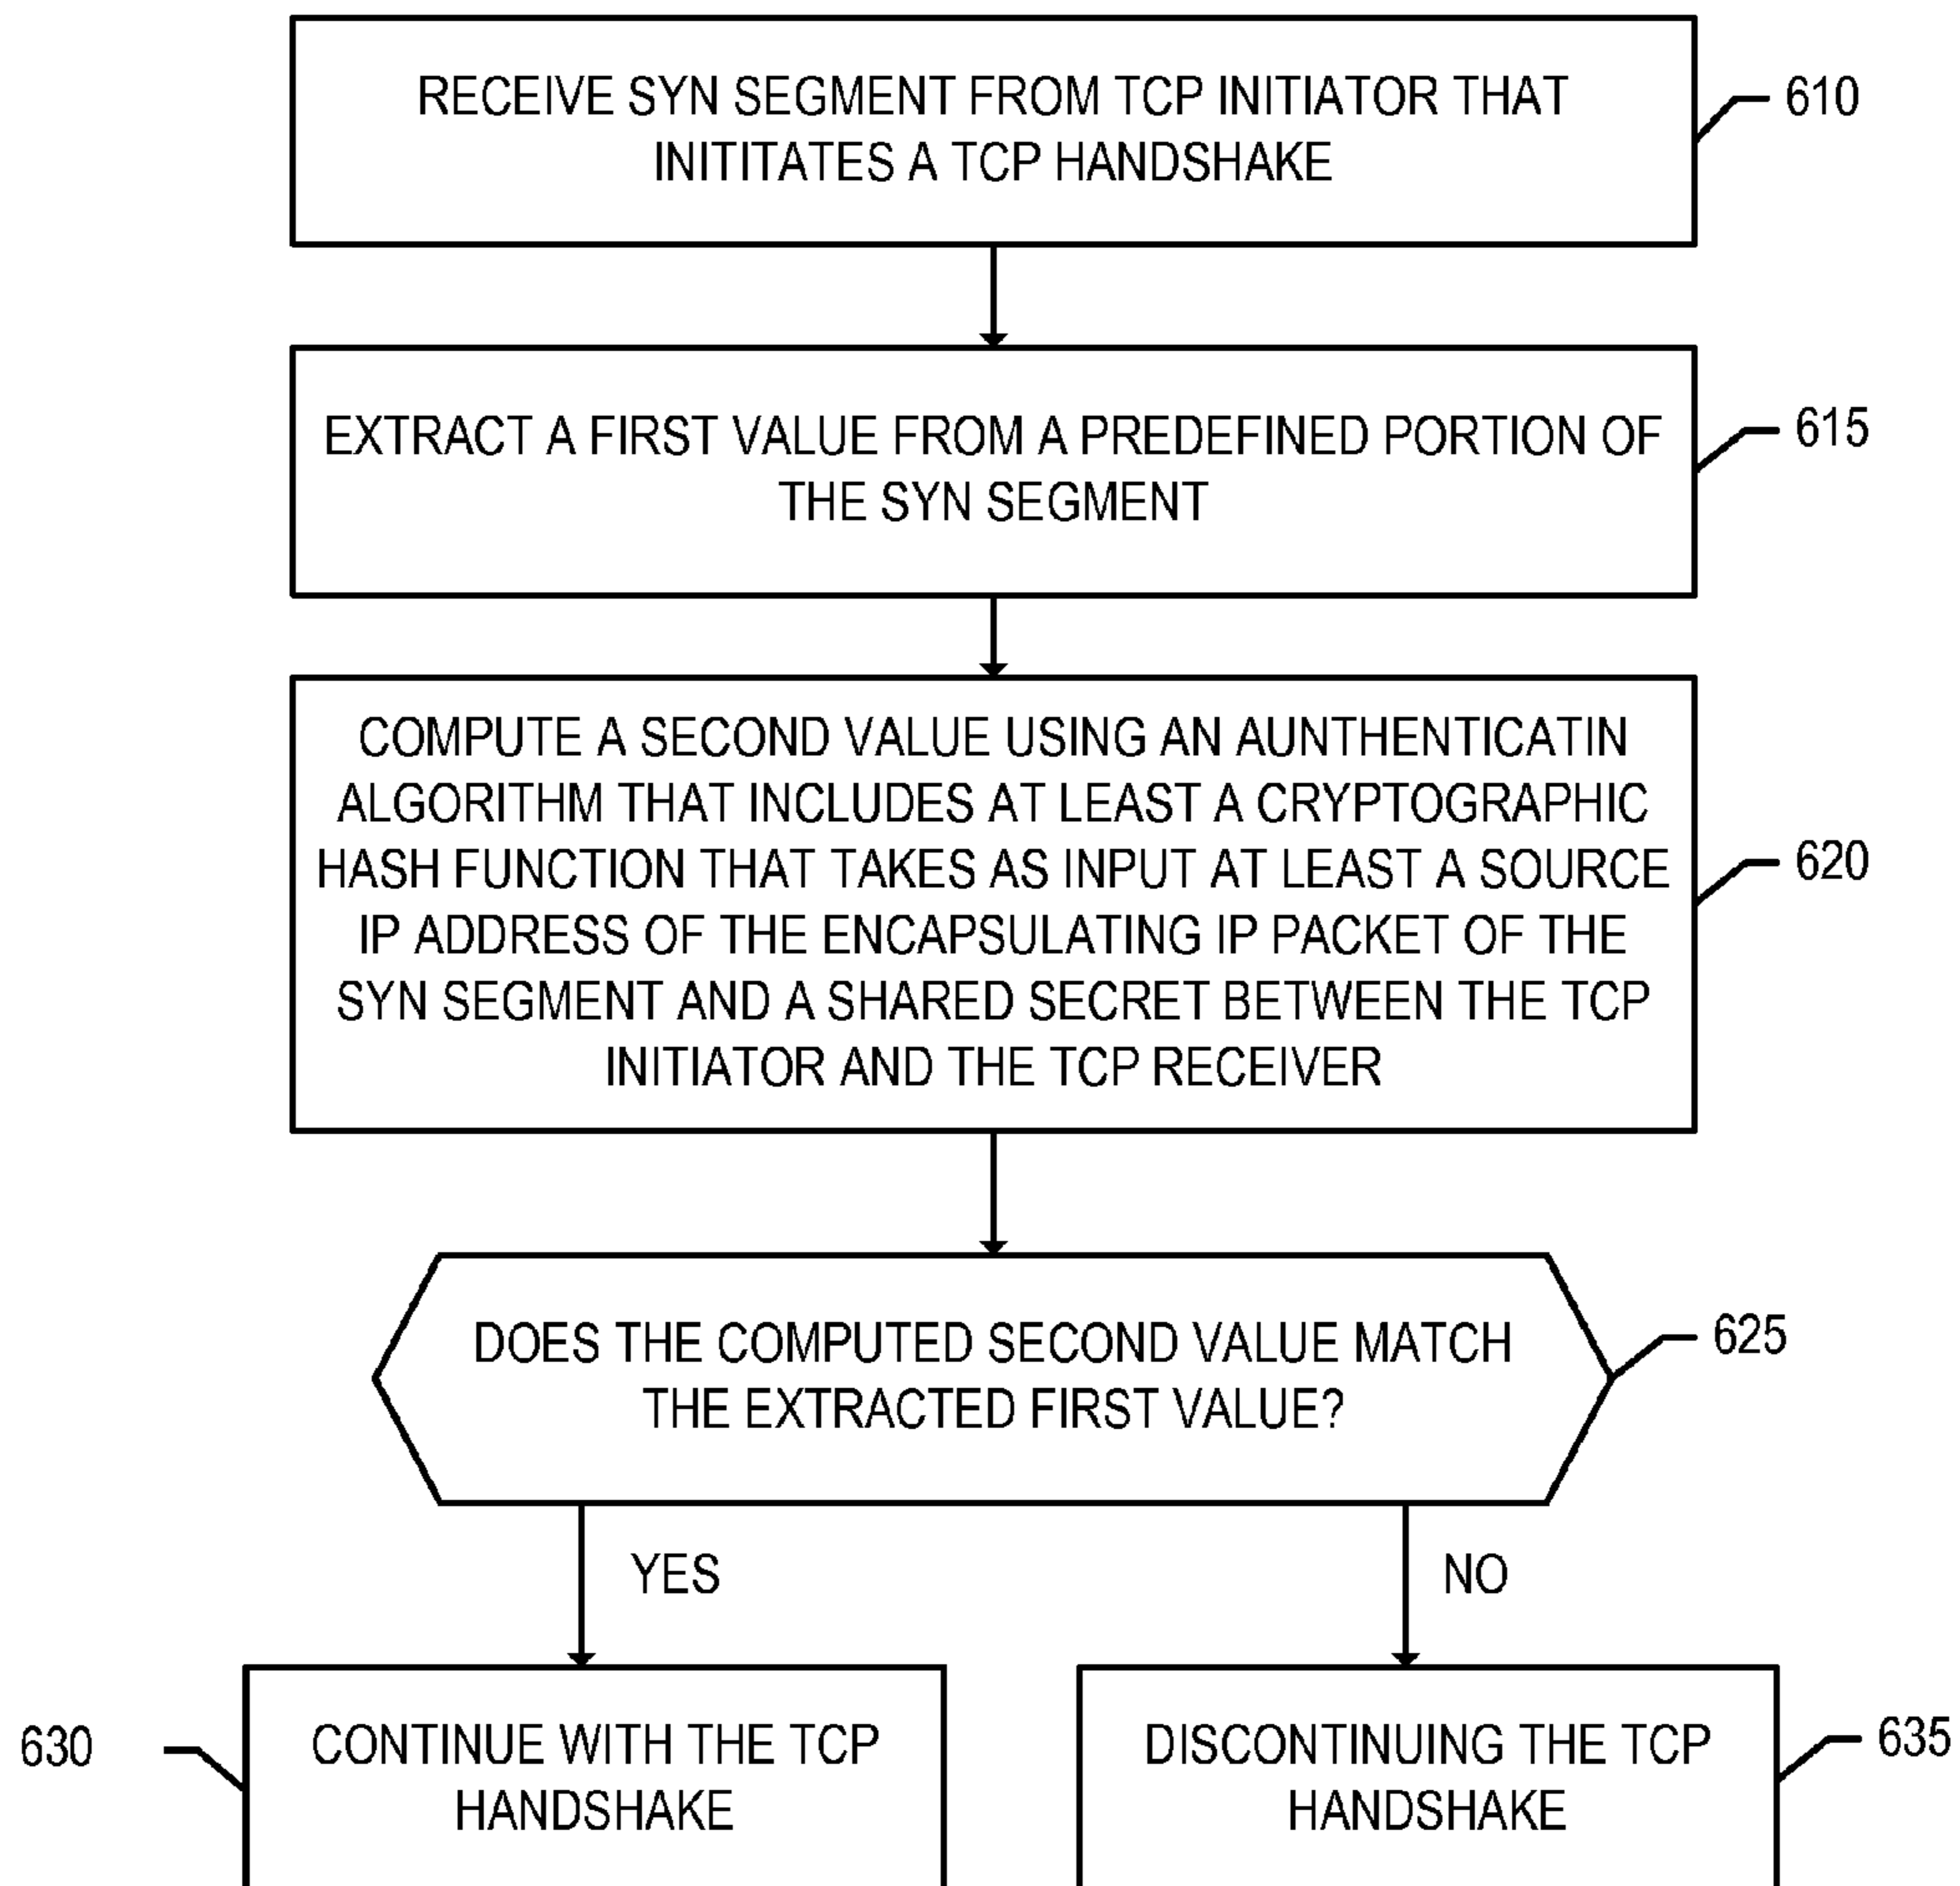 RECEIVE SYN SEGMENT FROM TCP INITIATOR THAT
INITITATES A TCP HANDSHAKE
610
EXTRACT A FIRST VALUE FROM A PREDEFINED PORTION OF
THE SYN SEGMENT
615
COMPUTE A SECOND VALUE USING AN AUNTHENTICATIN
ALGORITHM THAT INCLUDES AT LEAST A CRYPTOGRAPHIC
HASH FUNCTION THAT TAKES AS INPUT AT LEAST A SOURCE
IP ADDRESS OF THE ENCAPSULATING IP PACKET OF THE
SYN SEGMENT AND A SHARED SECRET BETWEEN THE TCP
INITIATOR AND THE TCP RECEIVER
620
DOES THE COMPUTED SECOND VALUE MATCH
THE EXTRACTED FIRST VALUE?
625
YES
NO
630
CONTINUE WITH THE TCP
HANDSHAKE
DISCONTINUING THE TCP
HANDSHAKE
635